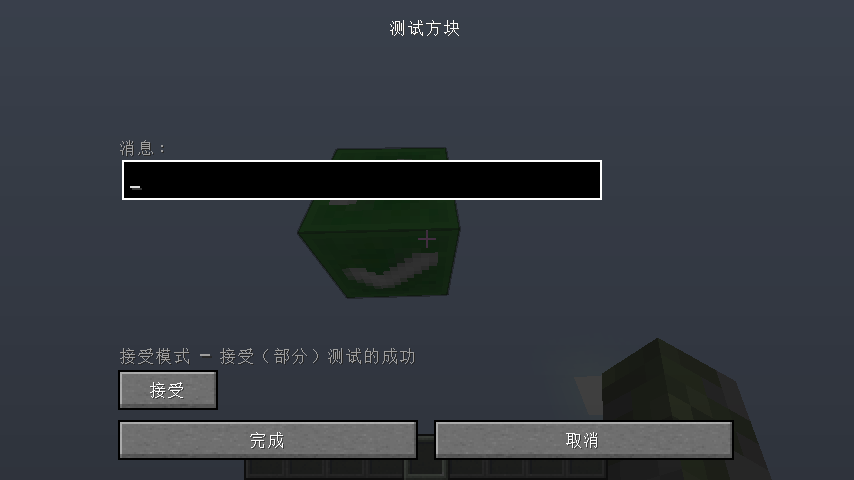 测试方块
消息：
_
接受模式 — 接受（部分）测试的成功
接受
完成
取消